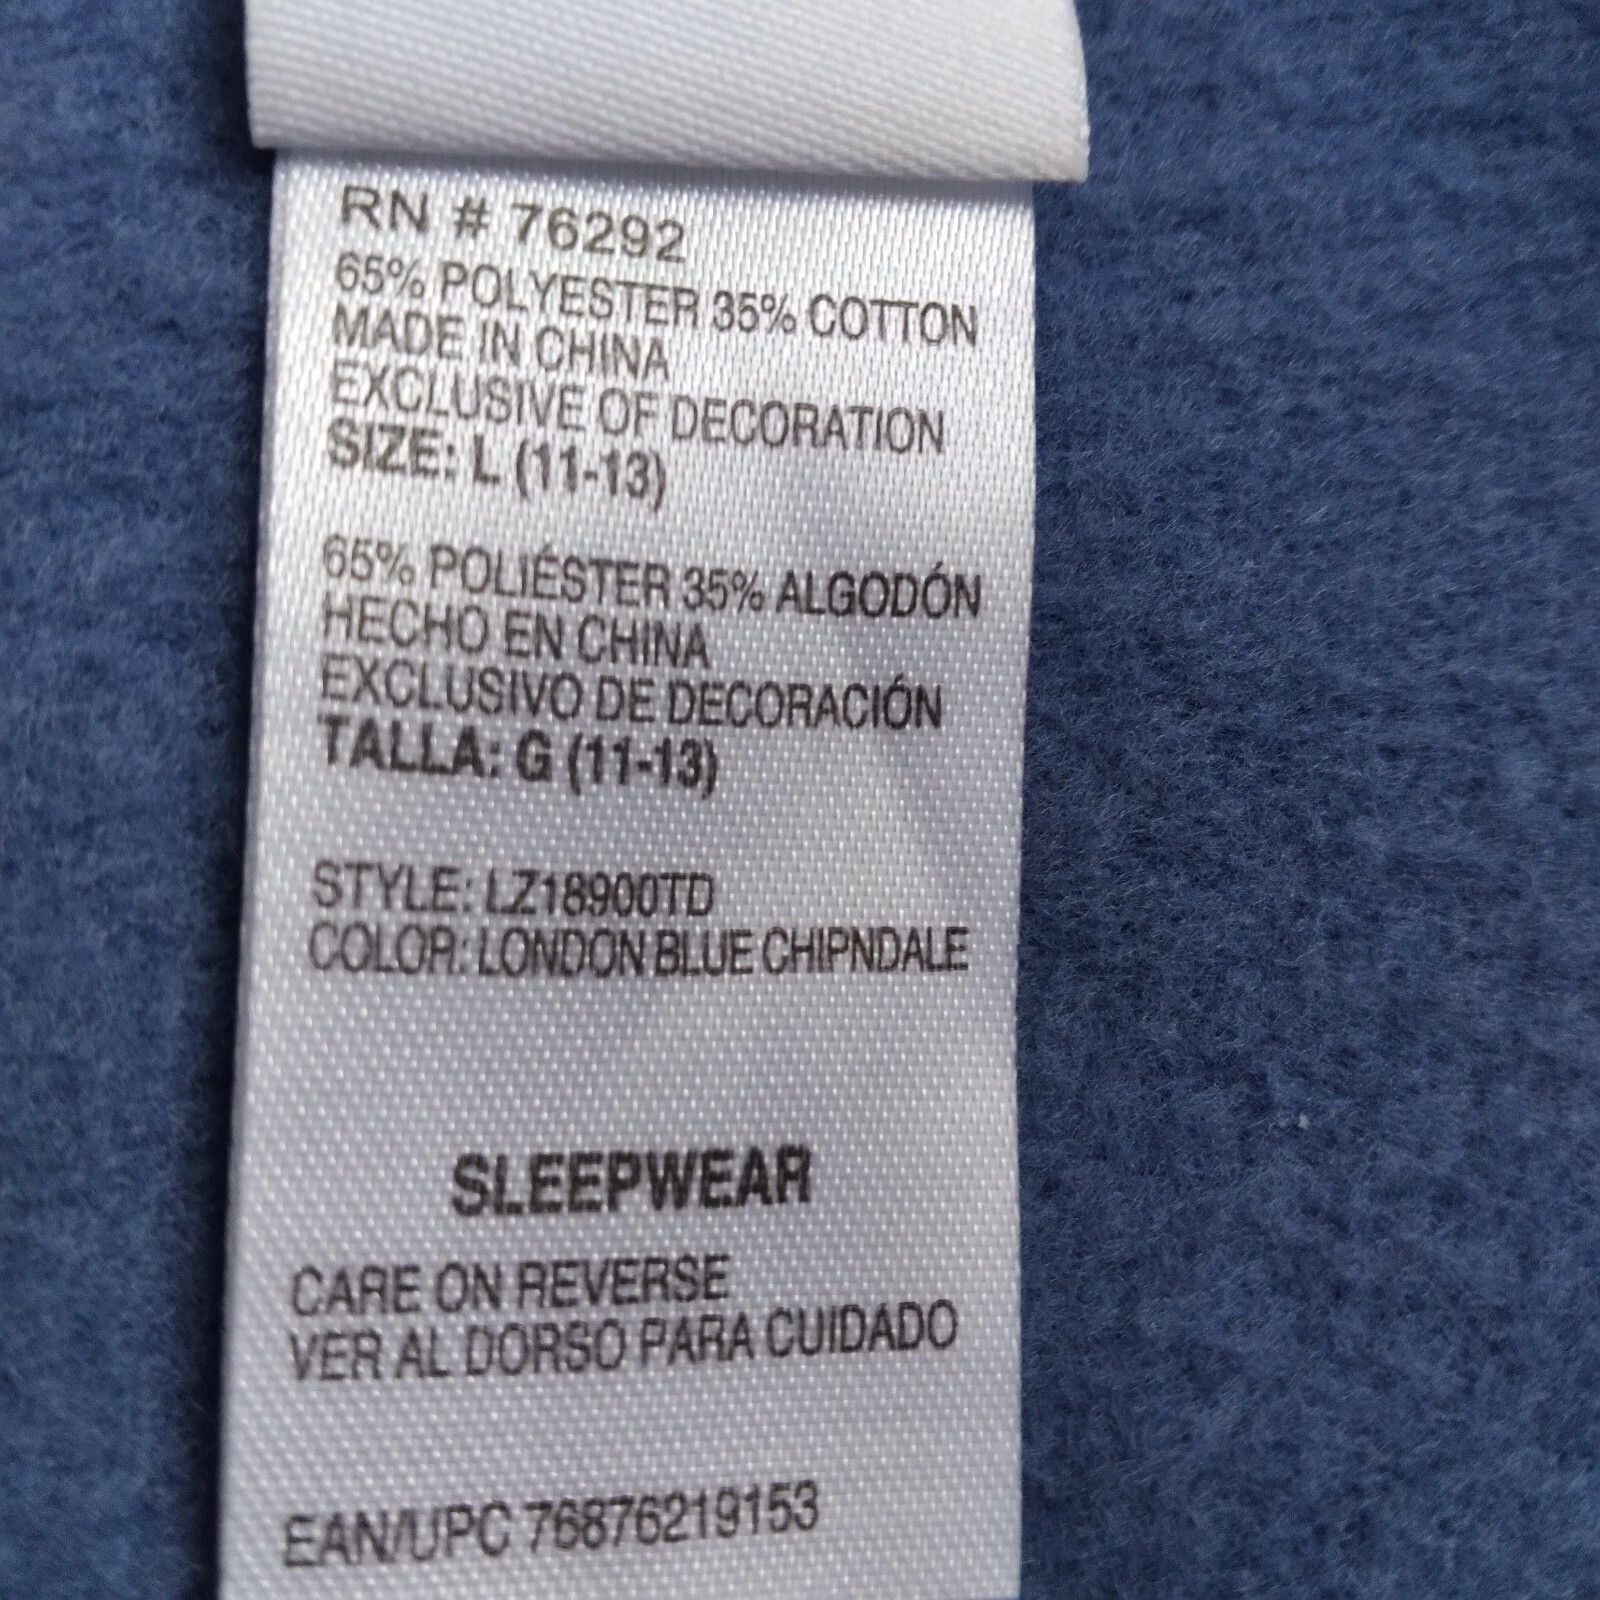 RN # 76292
65% POLYESTER 35% COTTON
MADE IN CHINA
EXCLUSIVE OF DECORATION
SIZE: L (11-13)
65% POLIÉSTER 35% ALGODÓN
HECHO EN CHINA
EXCLUSIVO DE DECORACIÓN
TALLA: G (11-13)
STYLE: LZ18900TD
COLOR: LONDON BLUE CHIPNDALE
SLEEPWEAR
CARE ON REVERSE
VER AL DORSO PARA CUIDADO
EAN/UPC 76876219153